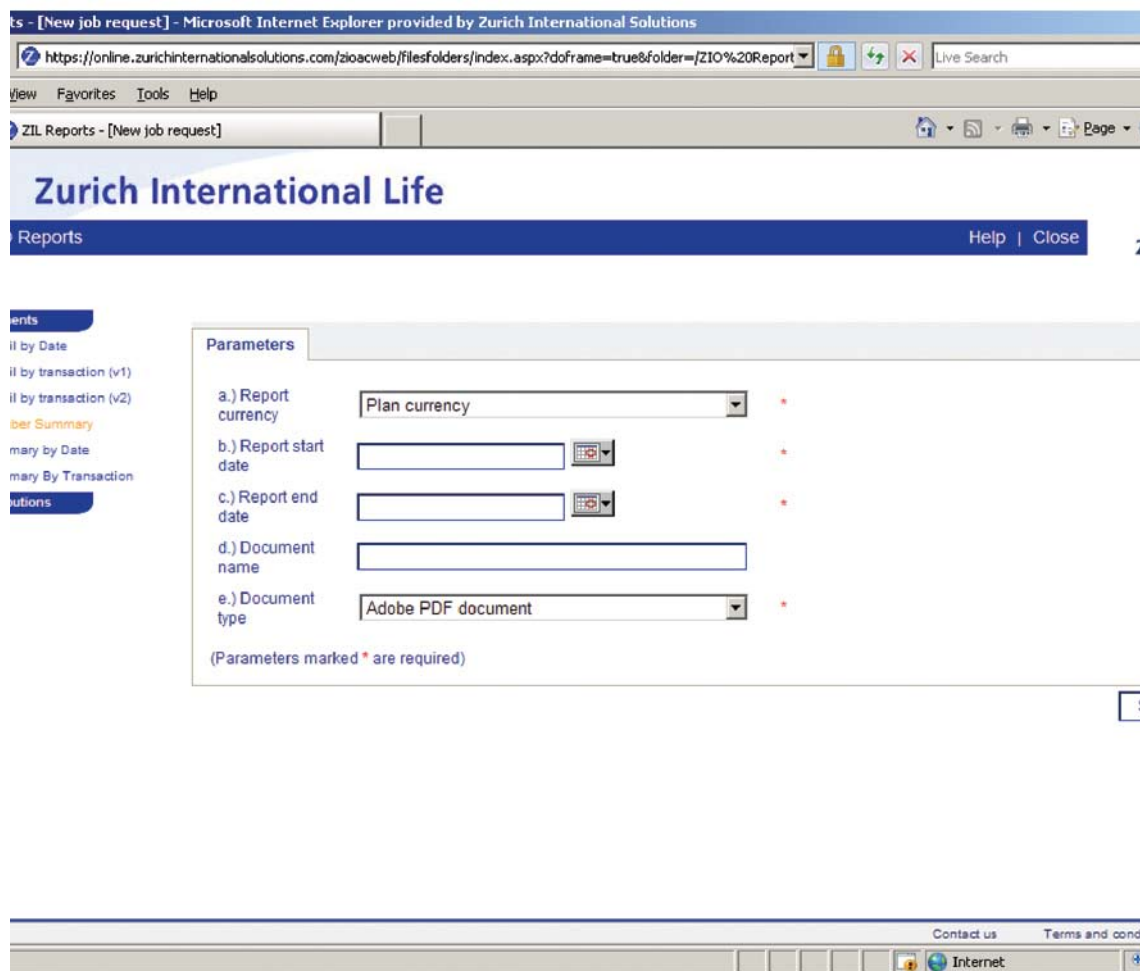 ts - [New job request] - Microsoft Internet Explorer provided by Zurich International Solutions
https://online.zurichinternationalsolutions.com/zioacweb/filesfolders/index.aspx?doframe=true&folder=/ZIO%20Report
Live Search
View Favorites Tools Help
ZIL Reports - [New job request]
Page
Zurich International Life
Reports
Help | Close
ents
il by Date
il by transaction (v1)
il by transaction (v2)
ber Summary
mary by Date
mary By Transaction
utions
Parameters
a.) Report currency
Plan currency
*
b.) Report start date
*
c.) Report end date
*
d.) Document name
e.) Document type
Adobe PDF document
*
(Parameters marked * are required)
Contact us
Terms and cond
Internet